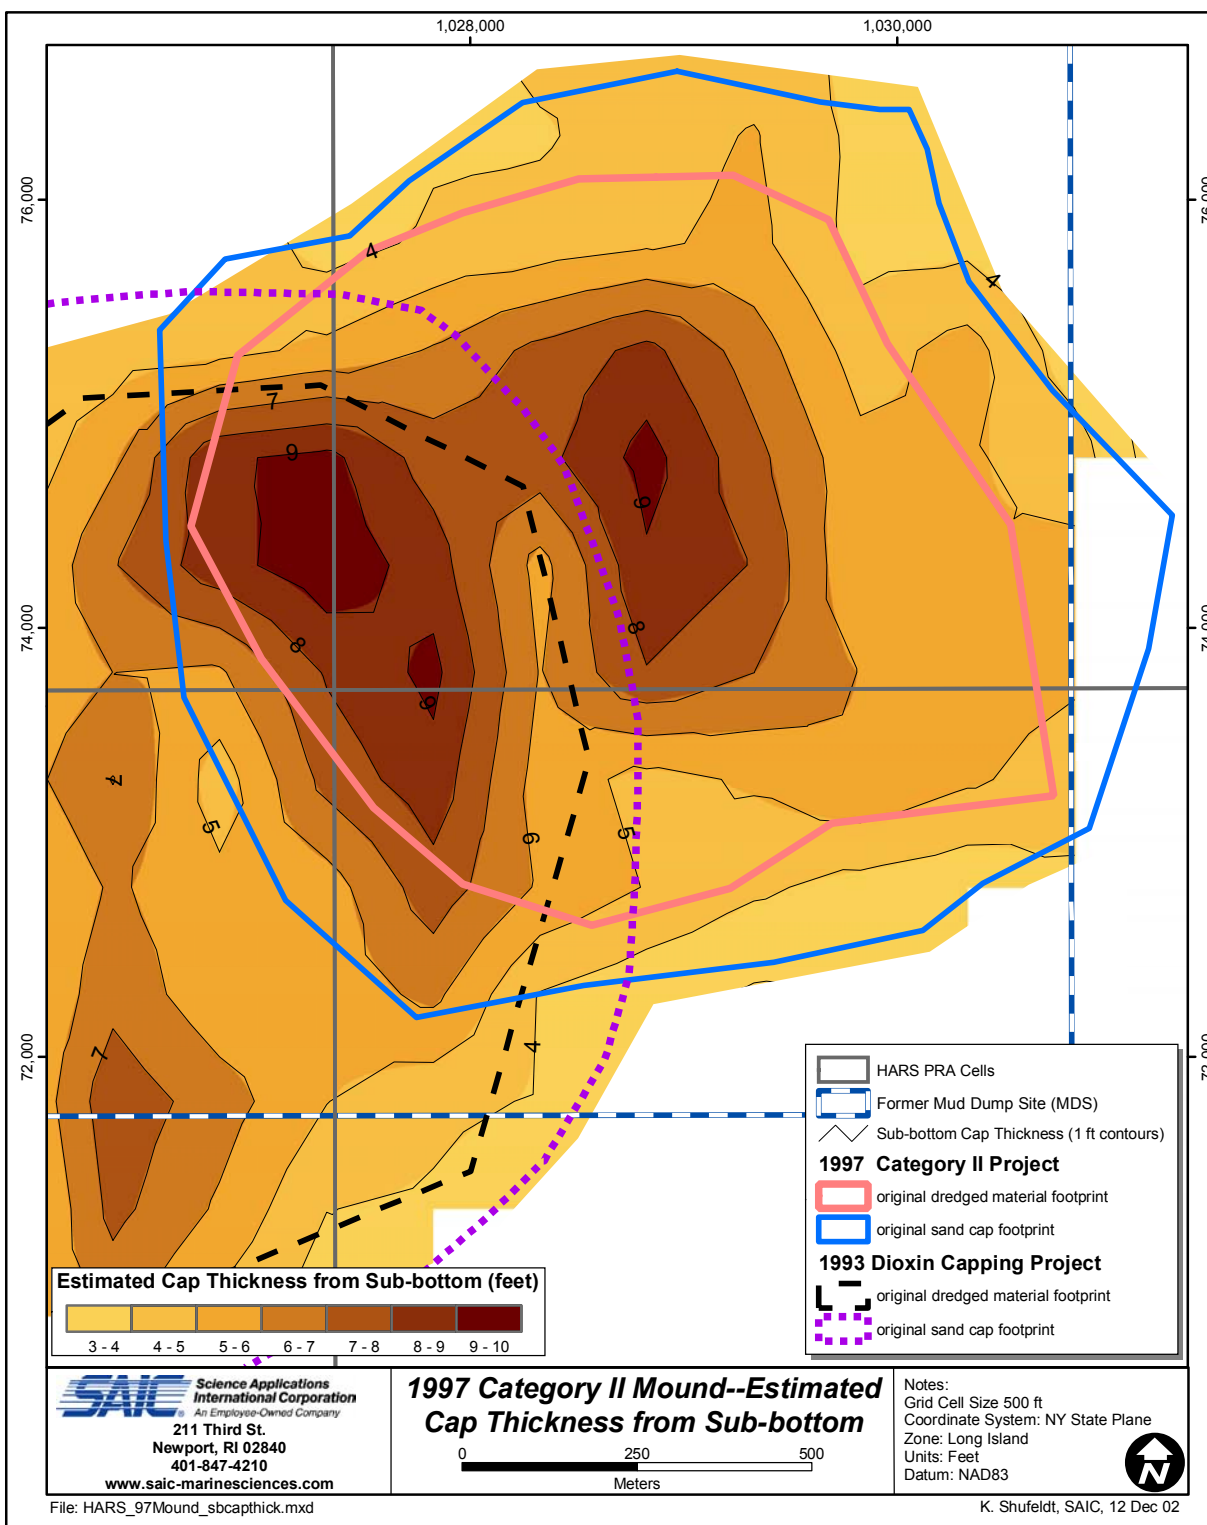 1,028,000
1,030,000
76,000
76,000
74,000
74,000
72,000
72,000
4
4
7
9
9
8
8
9
7
5
6
5
7
4
HARS PRA Cells
Former Mud Dump Site (MDS)
Sub-bottom Cap Thickness (1 ft contours)
1997 Category II Project
original dredged material footprint
original sand cap footprint
1993 Dioxin Capping Project
original dredged material footprint
original sand cap footprint
Estimated Cap Thickness from Sub-bottom (feet)
3 - 4
4 - 5
5 - 6
6 - 7
7 - 8
8 - 9
9 - 10
SAIC
Science Applications
International Corporation
An Employee-Owned Company
211 Third St.
Newport, RI 02840
401-847-4210
www.saic-marinesciences.com
1997 Category II Mound--Estimated
Cap Thickness from Sub-bottom
0
250
500
Meters
Notes:
Grid Cell Size 500 ft
Coordinate System: NY State Plane
Zone: Long Island
Units: Feet
Datum: NAD83
N
File: HARS_97Mound_sbcapthick.mxd
K. Shufeldt, SAIC, 12 Dec 02